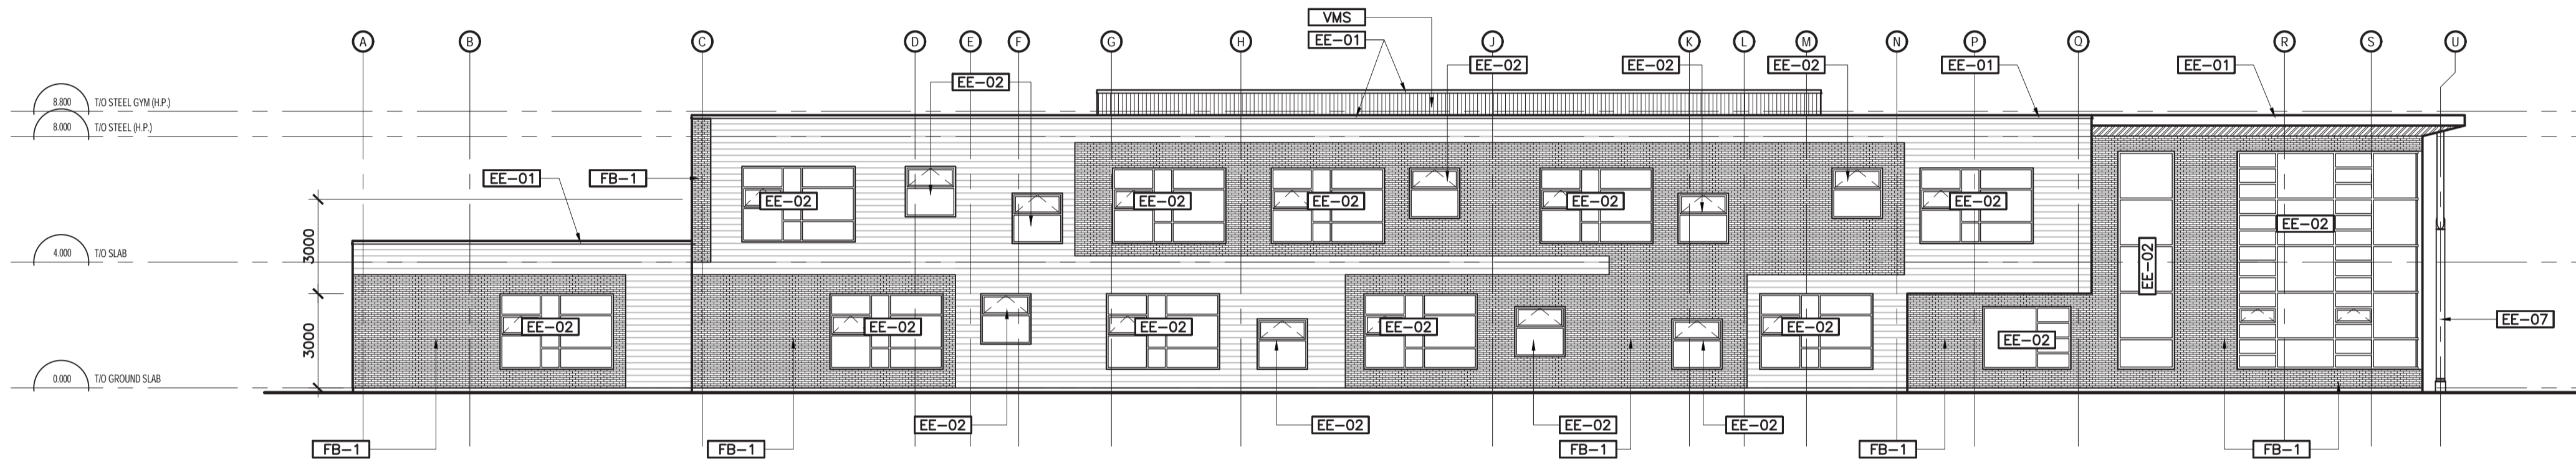 VMS
EE-01
A B C D E F G H J K L M N P Q R S U
EE-02 EE-02 EE-02 EE-02 EE-01 EE-01
8.800 T/O STEEL GYM (H.P.)
8.000 T/O STEEL (H.P.)
EE-01 FB-1
EE-02 EE-02 EE-02 EE-02 EE-02
EE-02
EE-02
3000
4.000 T/O SLAB
3000
EE-02 EE-02 EE-02 EE-02 EE-02 EE-02
EE-07
0.000 T/O GROUND SLAB
EE-02 EE-02 EE-02 EE-02
FB-1 FB-1 FB-1 FB-1 FB-1